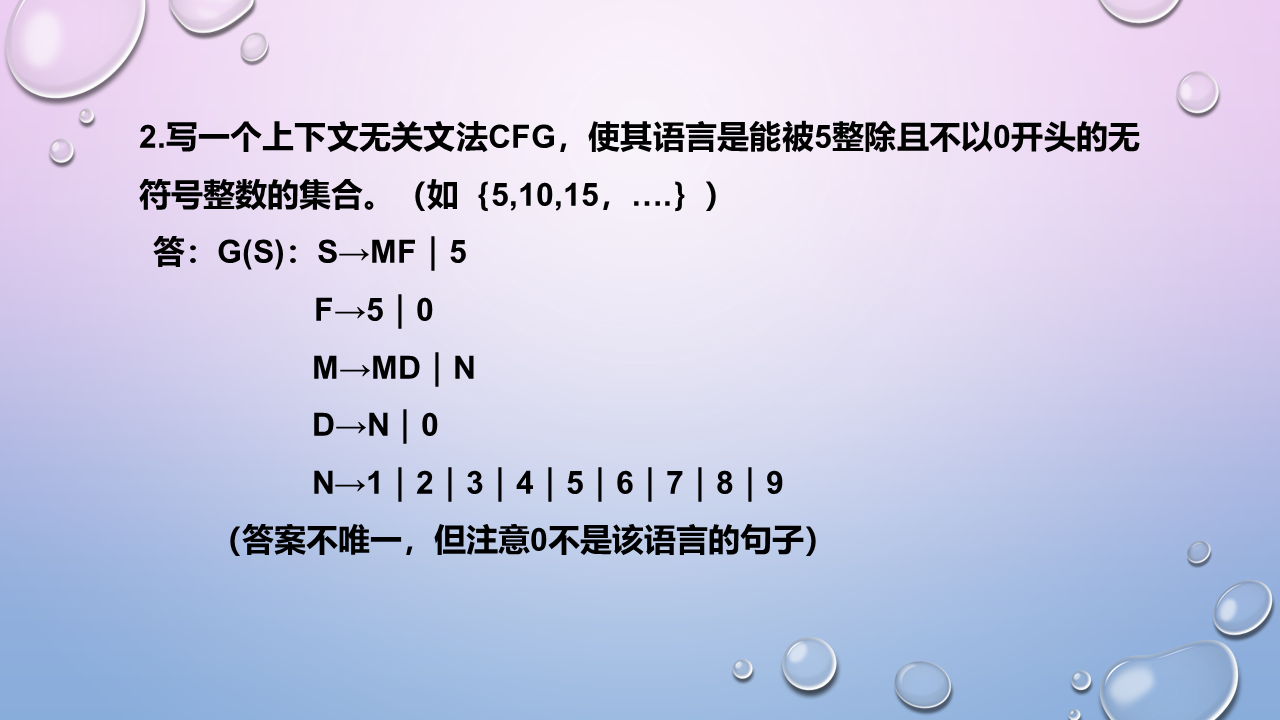 2.写一个上下文无关文法CFG，使其语言是能被5整除且不以0开头的无
符号整数的集合。（如｛5,10,15，….｝）
答：G(S)：S→MF｜5
F→5｜0
M→MD｜N
D→N｜0
N→1｜2｜3｜4｜5｜6｜7｜8｜9
（答案不唯一，但注意0不是该语言的句子）